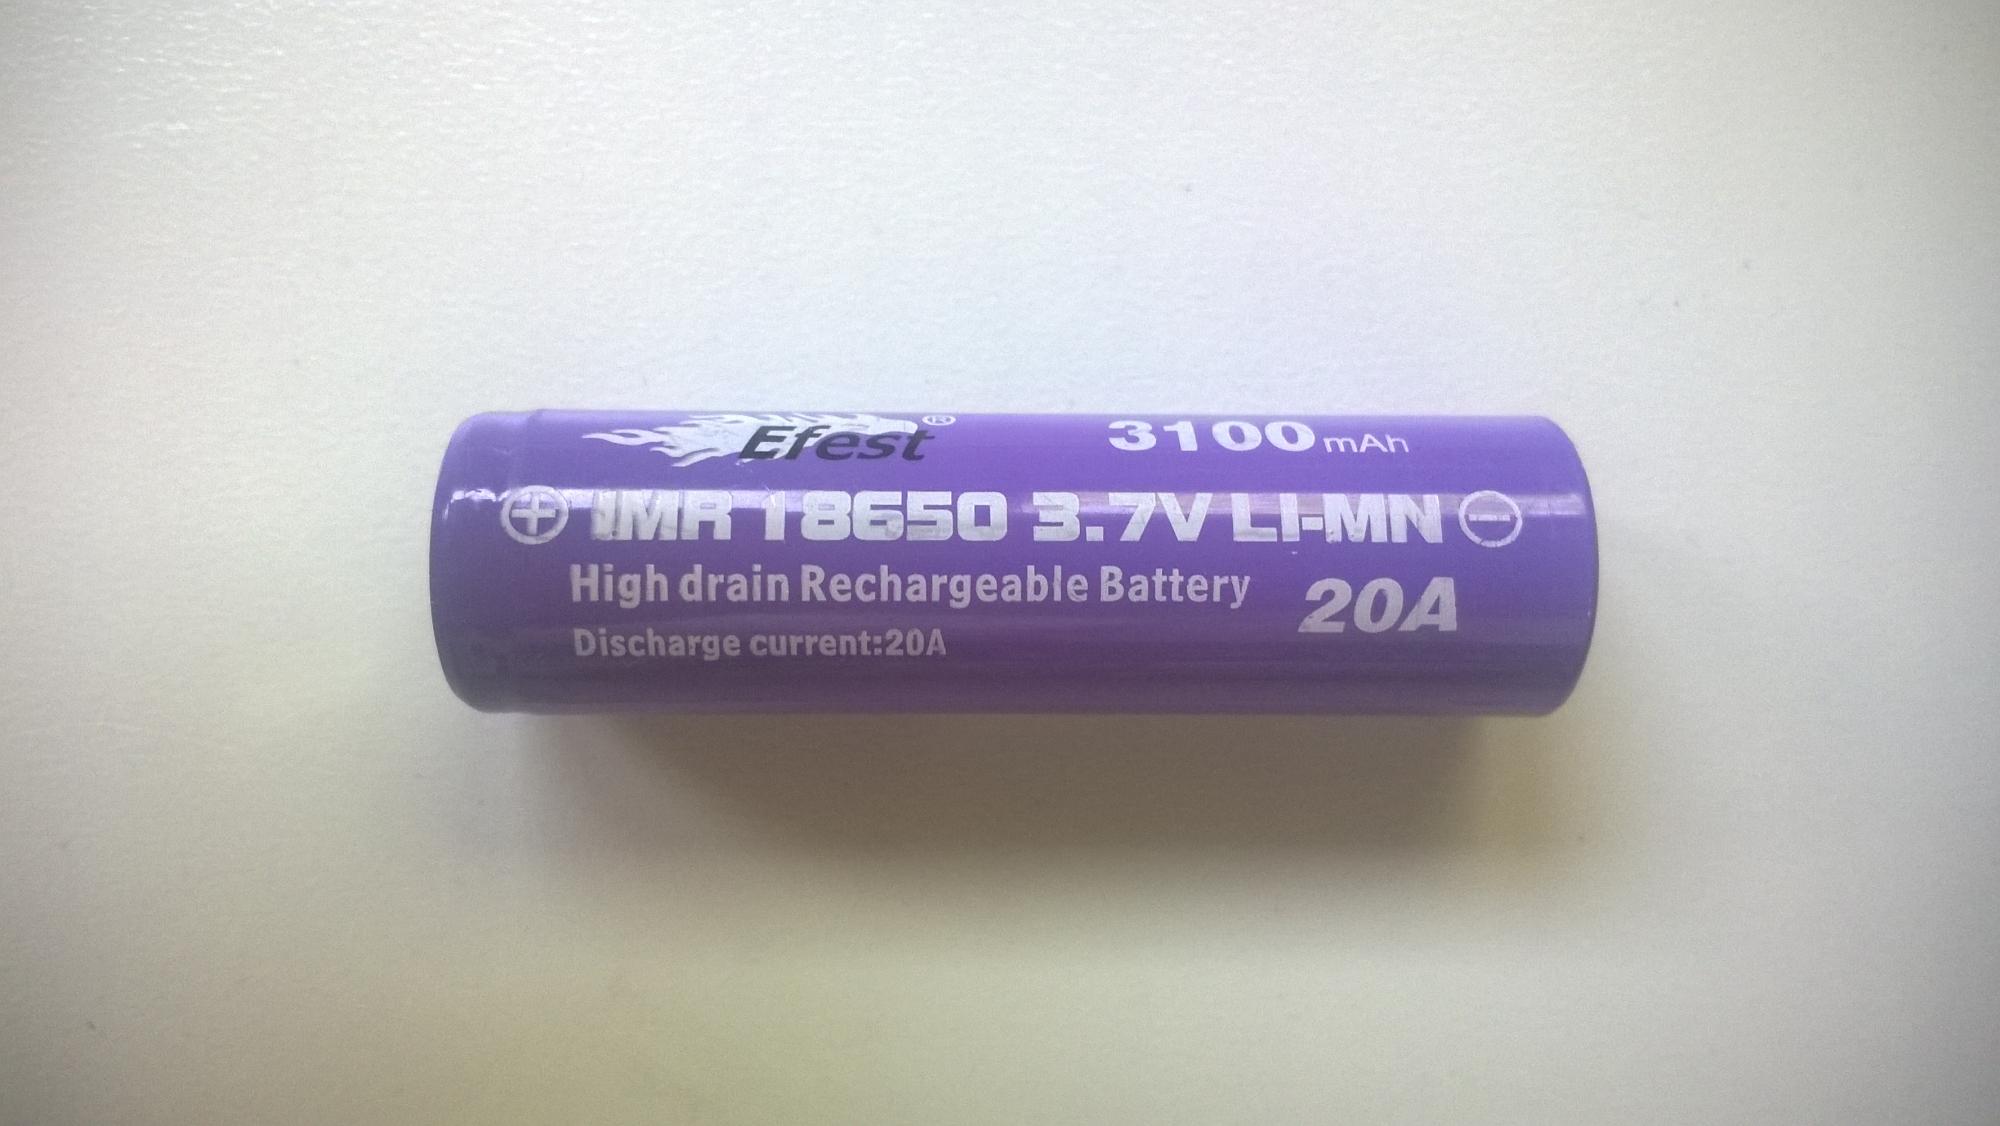 Efest® 3100mAh
⊕ IMR 18650 3.7V LI-MN ⊖
High drain Rechargeable Battery 20A
Discharge current:20A